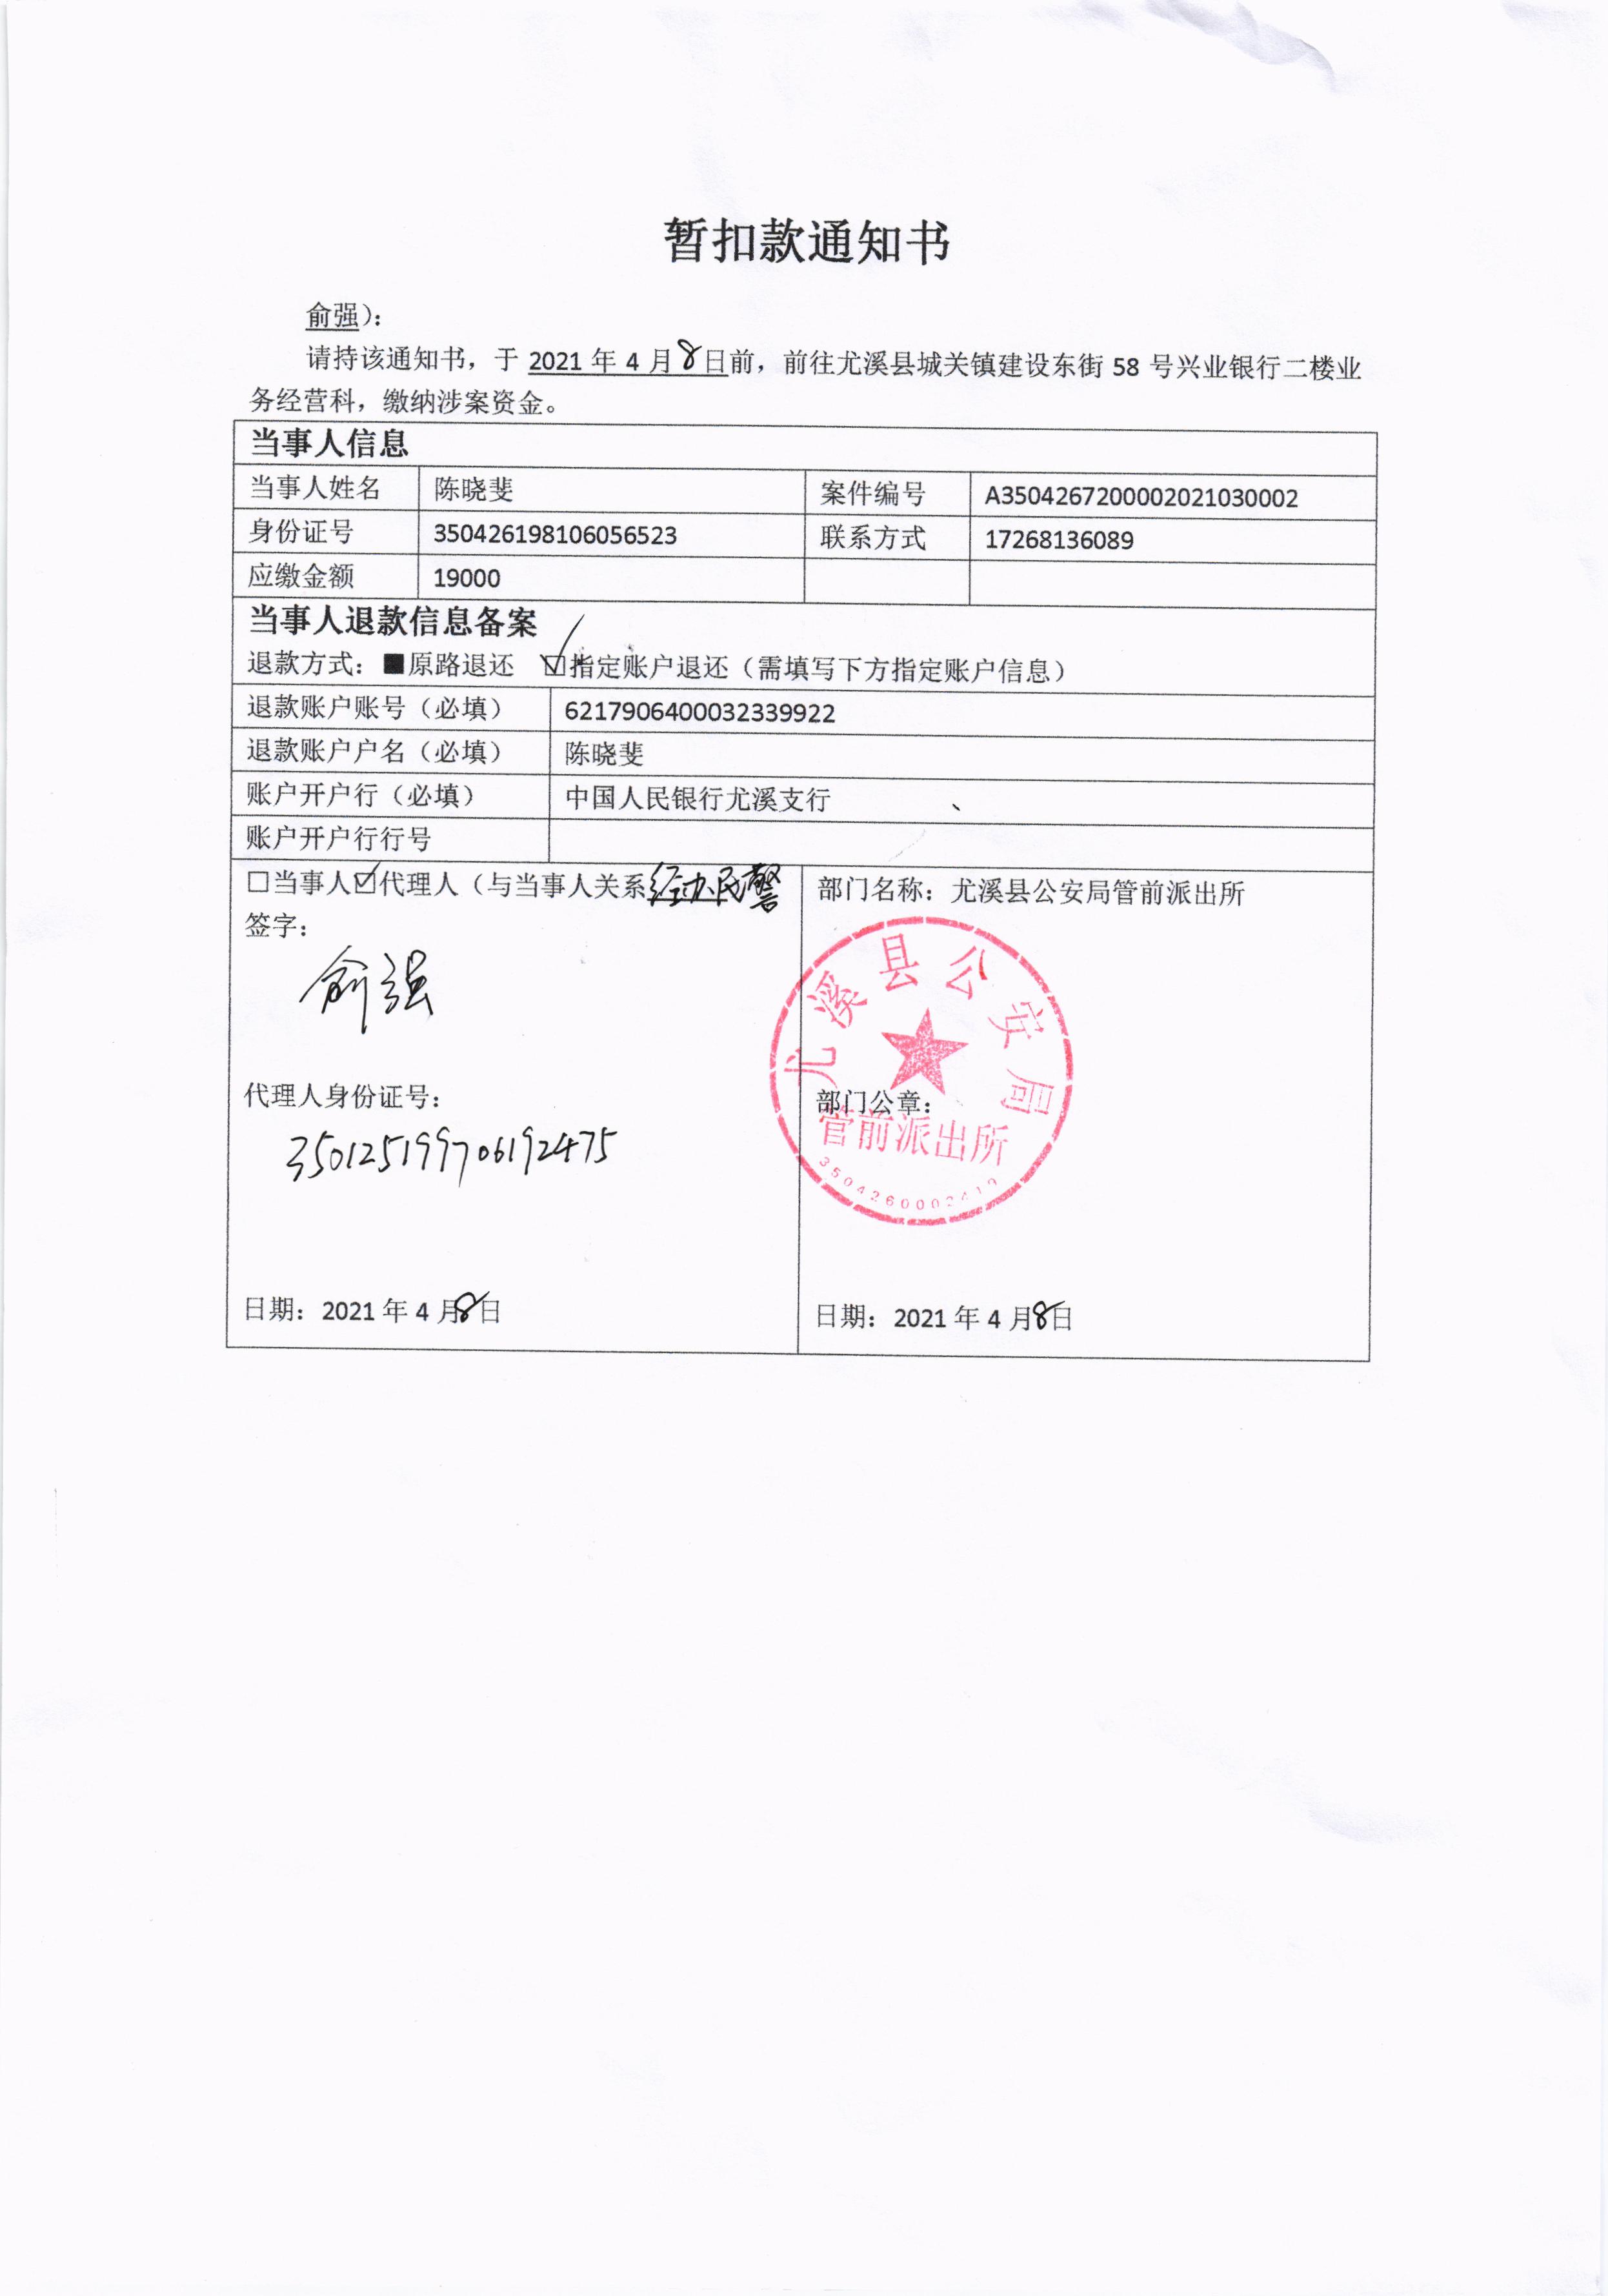 暂扣款通知书
俞强）：
请持该通知书，于 2021 年 4 月8日前，前往尤溪县城关镇建设东街 58 号兴业银行二楼业
务经营科，缴纳涉案资金。
当事人信息
当事人姓名 陈晓斐 案件编号 A3504267200002021030002
身份证号 350426198106056523 联系方式 17268136089
应缴金额 19000
当事人退款信息备案
退款方式：■原路退还 ☑指定账户退还（需填写下方指定账户信息）
退款账户账号（必填） 6217906400032339922
退款账户户名（必填） 陈晓斐
账户开户行（必填） 中国人民银行尤溪支行
账户开户行行号
☐当事人☑代理人（与当事人关系经办民警 部门名称：尤溪县公安局管前派出所
签字：
俞强
尤溪县公安局
代理人身份证号： 部门公章：
管前派出所
350125199706192475
日期：2021 年 4 月8日 日期：2021 年 4 月8日